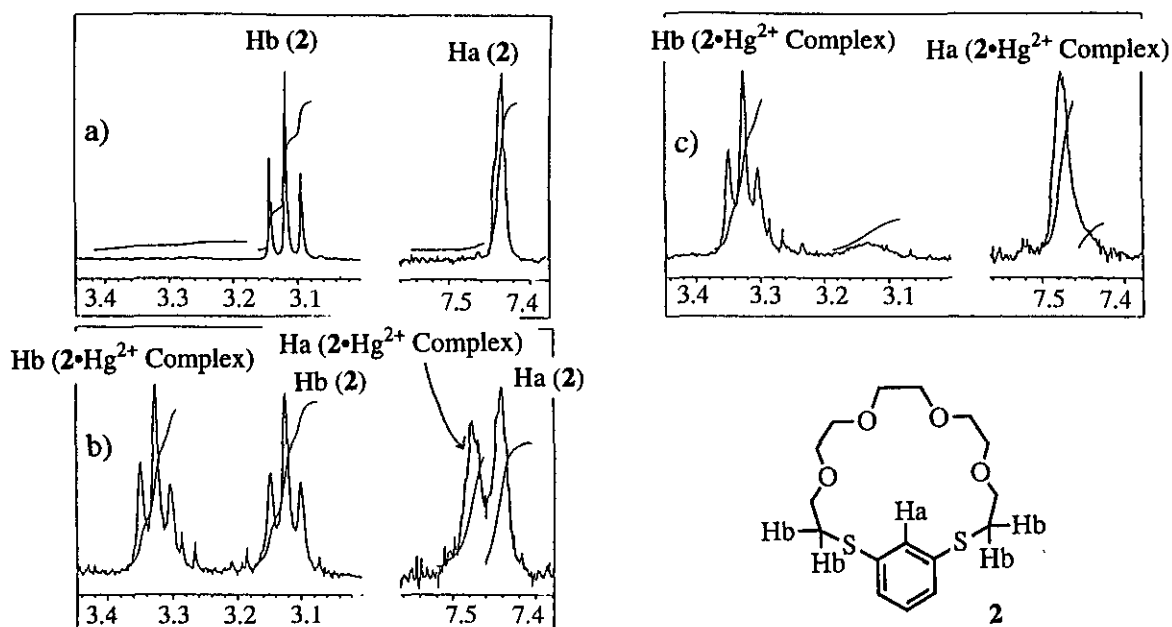 Hb (2)
Ha (2)
a)
3.4 3.3 3.2 3.1 7.5 7.4
Hb (2•Hg²⁺ Complex)
Ha (2•Hg²⁺ Complex)
c)
3.4 3.3 3.2 3.1 7.5 7.4
Hb (2•Hg²⁺ Complex)
Ha (2•Hg²⁺ Complex)
Hb (2)
Ha (2)
b)
3.4 3.3 3.2 3.1 7.5 7.4
O O
O O
Hb Ha Hb
S S
Hb Hb
2